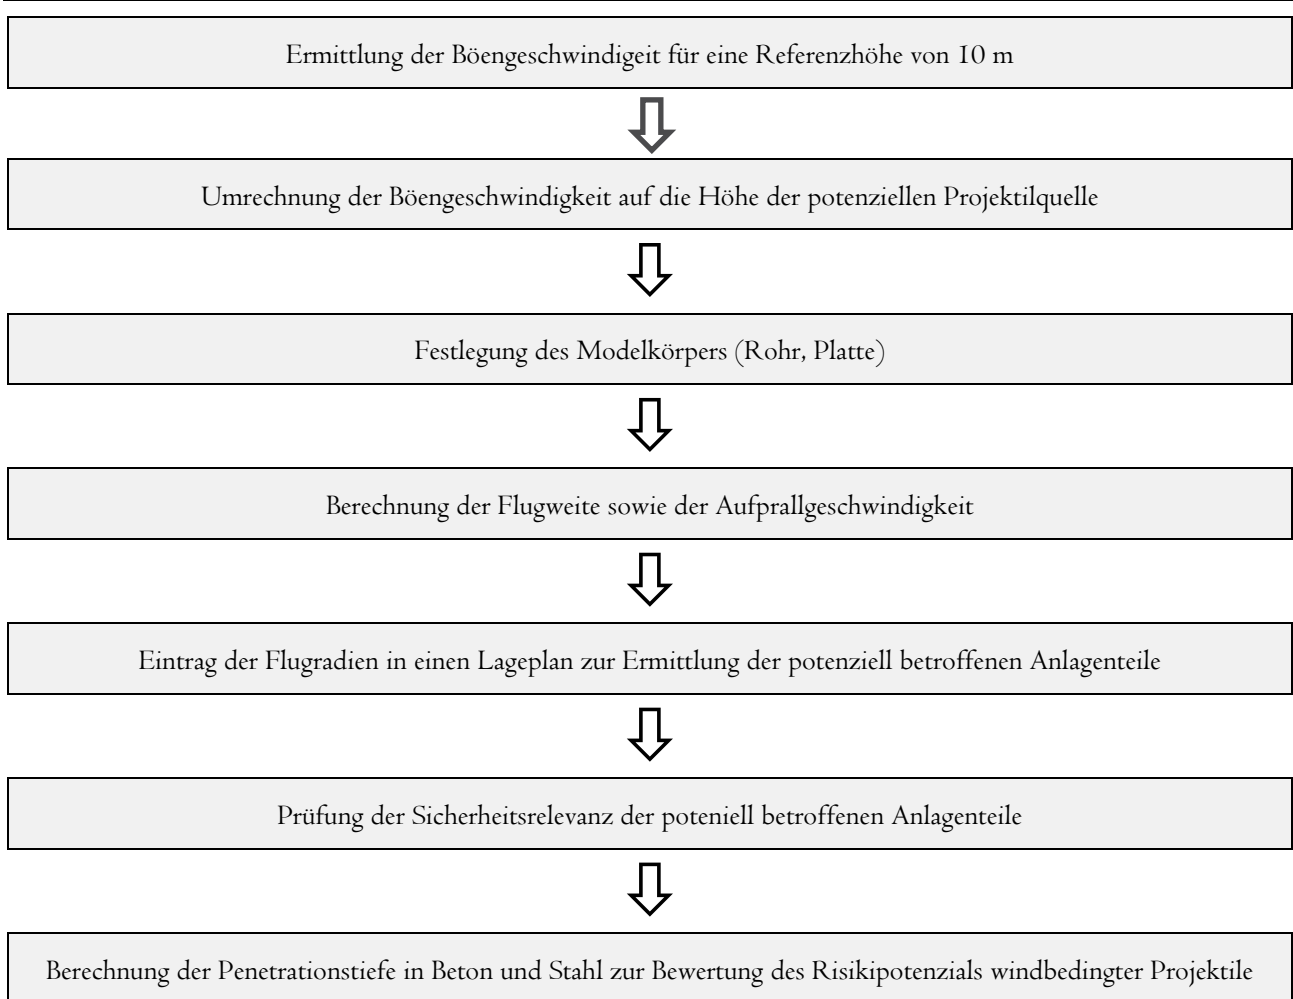 Ermittlung der Böengeschwindigeit für eine Referenzhöhe von 10 m
Umrechnung der Böengeschwindigkeit auf die Höhe der potenziellen Projektilquelle
Festlegung des Modelkörpers (Rohr, Platte)
Berechnung der Flugweite sowie der Aufprallgeschwindigkeit
Eintrag der Flugradien in einen Lageplan zur Ermittlung der potenziell betroffenen Anlagenteile
Prüfung der Sicherheitsrelevanz der poteniell betroffenen Anlagenteile
Berechnung der Penetrationstiefe in Beton und Stahl zur Bewertung des Risikipotenzials windbedingter Projektile